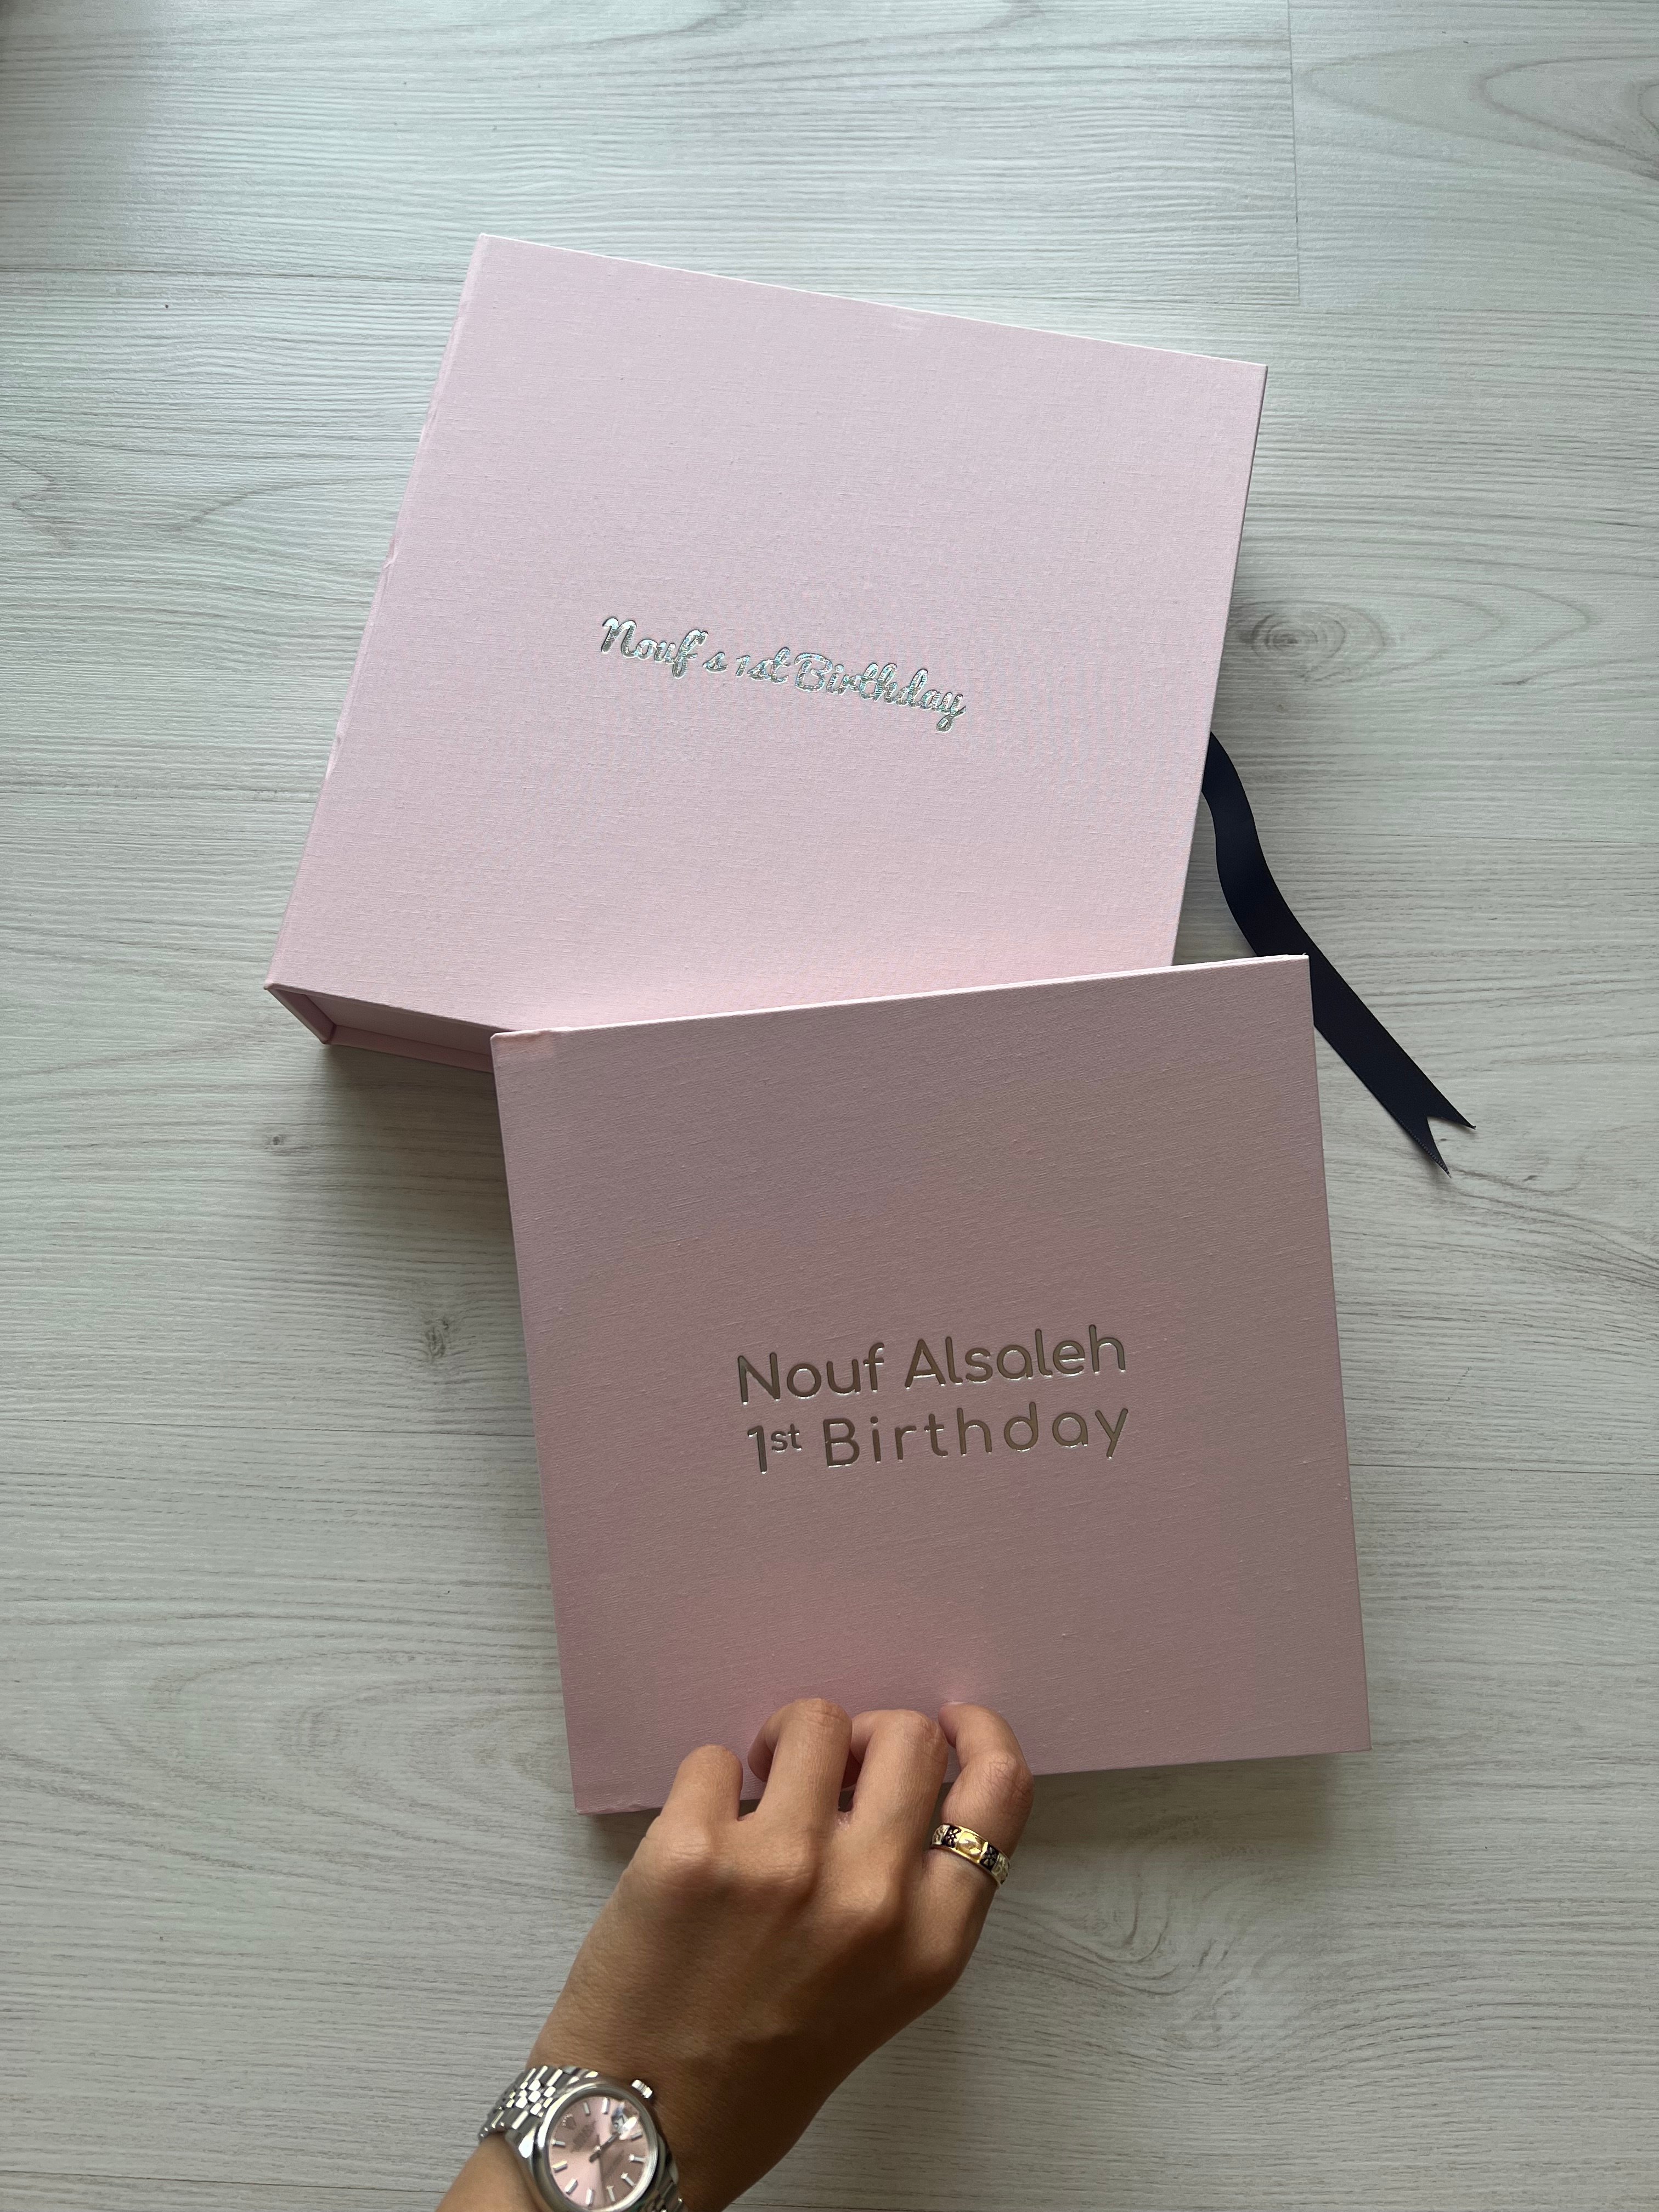 Nouf's 1st Birthday
Nouf Alsaleh
1st Birthday